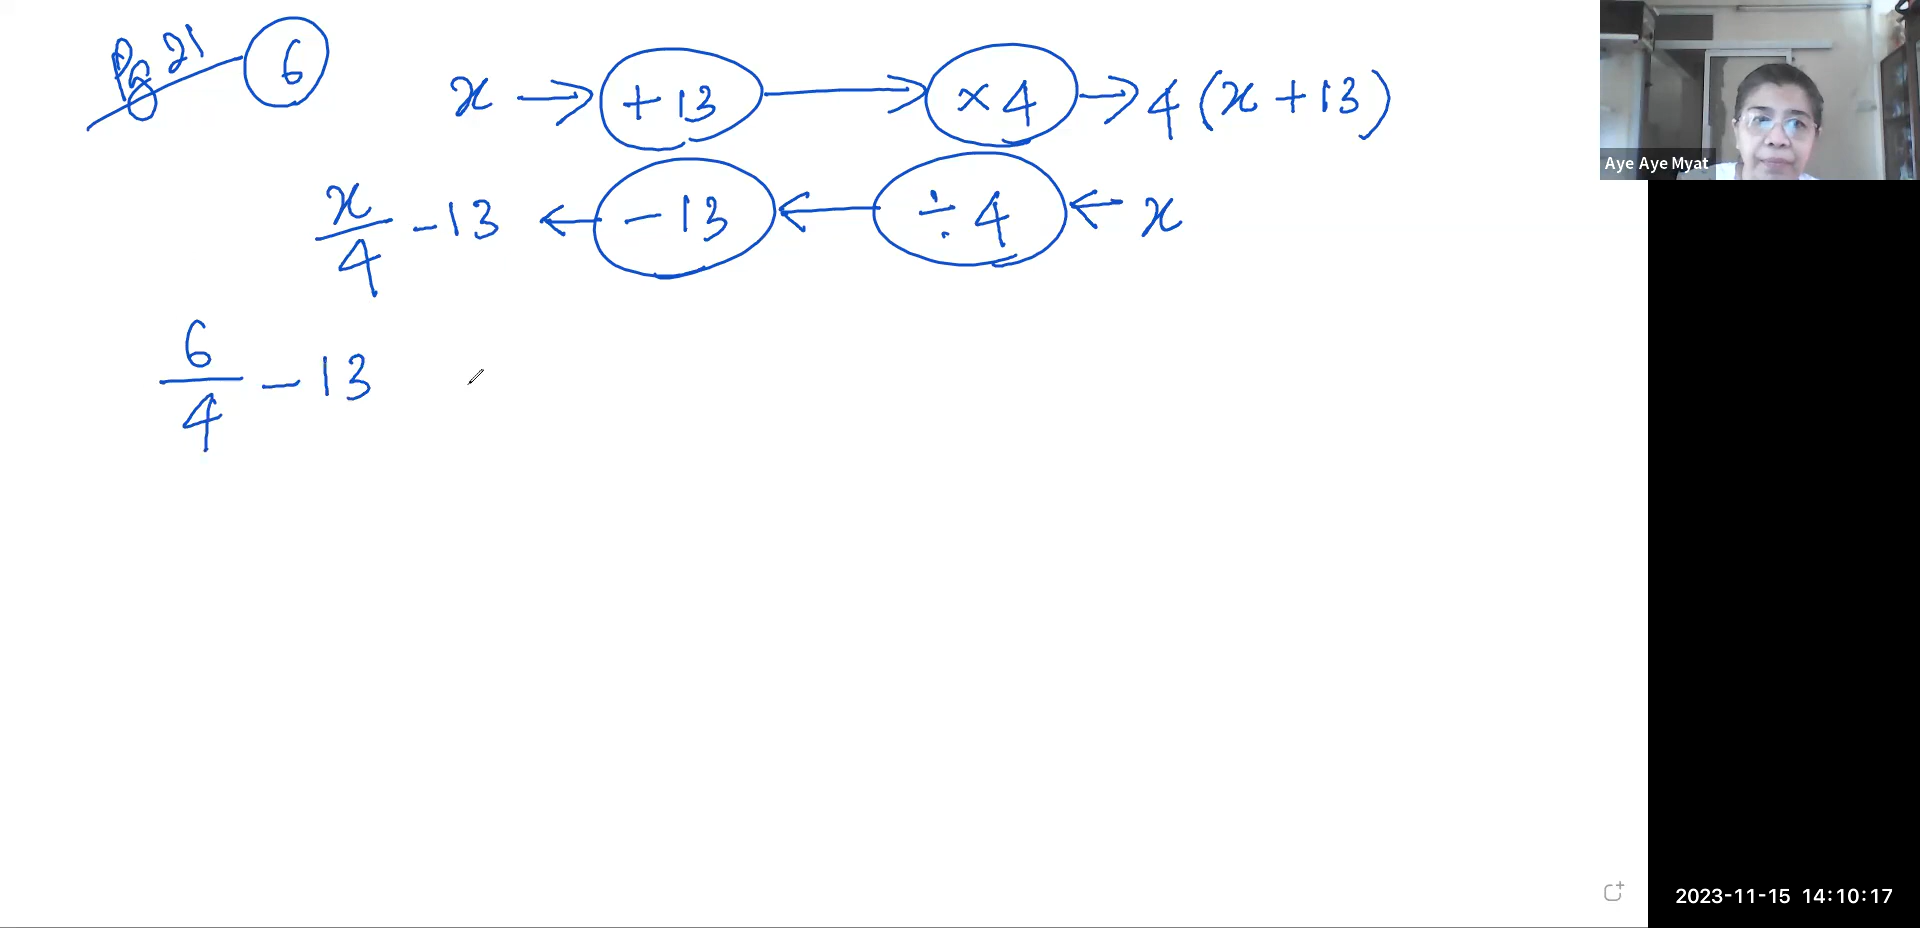 Pg 21 6
x → +13 → × 4 → 4 (x + 13)
x/4 - 13 ← - 13 ← ÷ 4 ← x
6/4 - 13
Aye Aye Myat
2023-11-15 14:10:17